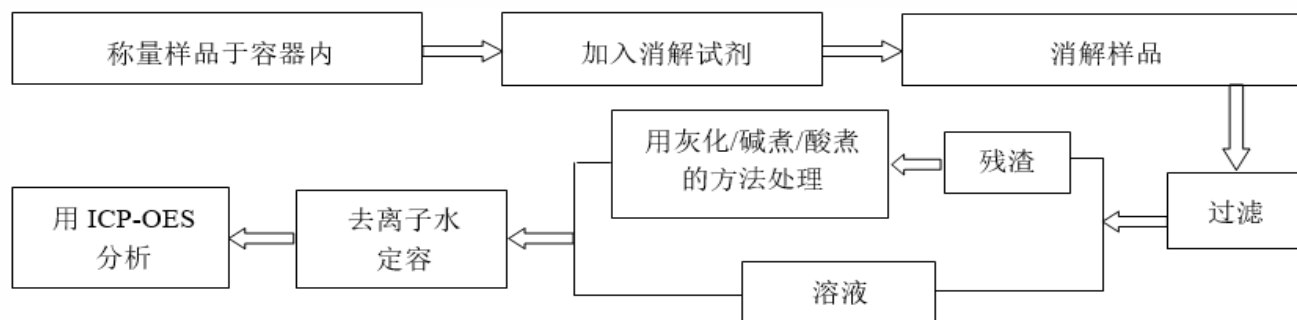 称量样品于容器内
加入消解试剂
消解样品
过滤
残渣
用灰化/碱煮/酸煮
的方法处理
溶液
去离子水
定容
用 ICP-OES
分析